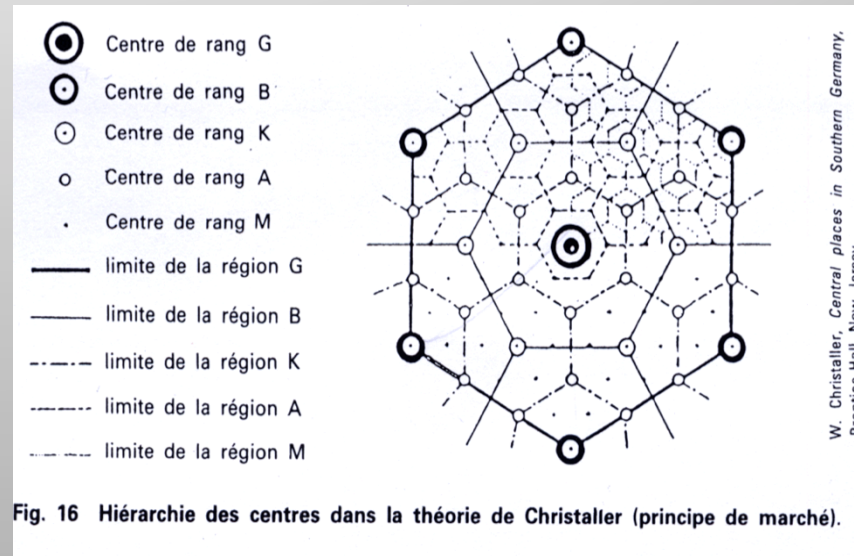 Centre de rang G
Centre de rang B
Centre de rang K
Centre de rang A
Centre de rang M
limite de la région G
limite de la région B
limite de la région K
limite de la région A
limite de la région M
W. Christaller, Central places in Southern Germany,
Fig. 16 Hiérarchie des centres dans la théorie de Christaller (principe de marché).